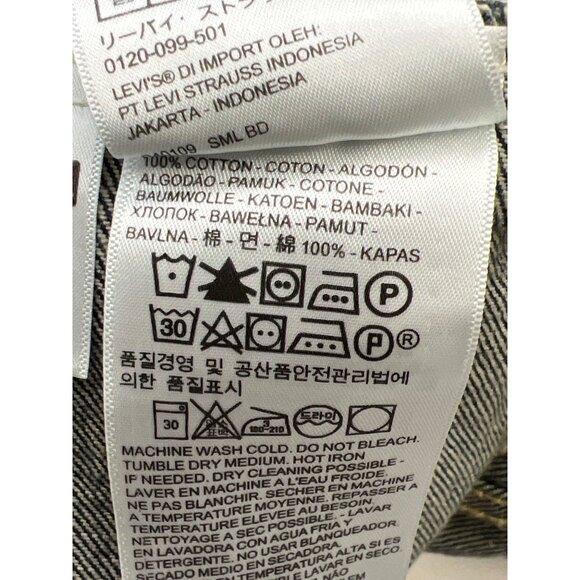 リーバイ・スト
0120-099-501
LEVI'S® DI IMPORT OLEH:
PT LEVI STRAUSS INDONESIA
JAKARTA - INDONESIA
SML BD
100% COTTON - COTON - ALGODÓN -
ALGODÃO - PAMUK - COTONE -
BAUMWOLLE - KATOEN - BAMBAKI -
ХЛОПОК - BAWEŁNA - PAMUT -
BAVLNA - 棉 - 면 - 綿 100% - KAPAS
P
30 P®
품질경영 및 공산품안전관리법에
의한 품질표시
30 3 180-210 드라이
MACHINE WASH COLD. DO NOT BLEACH.
TUMBLE DRY MEDIUM. HOT IRON
IF NEEDED. DRY CLEANING POSSIBLE -
LAVER EN MACHINE A L'EAU FROIDE.
NE PAS BLANCHIR. SECHER EN MACHINE
A TEMPERATURE MOYENNE. REPASSER A
TEMPERATURE ELEVEE AU BESOIN.
NETTOYAGE A SEC POSSIBLE. -
LAVADORA CON AGUA FRIA Y
DETERGENTE. NO USAR BLANQUEADOR.
EN SECADORA. ALTA SI ES
LAVAR EN SECO.